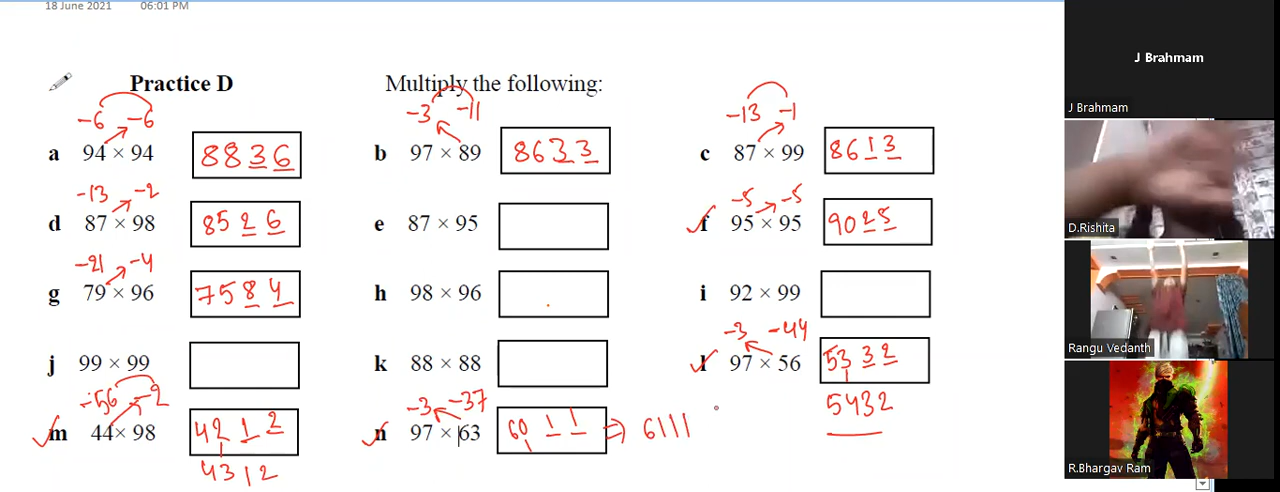 18 June 2021 06:01 PM
Practice D Multiply the following:
-6 -6 -3 -11 -13 -1
a 94 × 94 8836 b 97 × 89 8633 c 87 × 99 8613
-13 -2 -5 -5
d 87 × 98 8526 e 87 × 95 f 95 × 95 9025
-21 -4
g 79 × 96 7584 h 98 × 96 i 92 × 99
-3 -44
j 99 × 99 k 88 × 88 l 97 × 56 5332
1
5432
-56 -2 -3 -37
m 44× 98 4212 n 97 × 63 6011 ⇒ 6111
1 1
4312
J Brahmam
J Brahmam
D.Rishita
Rangu Vedanth
R.Bhargav Ram